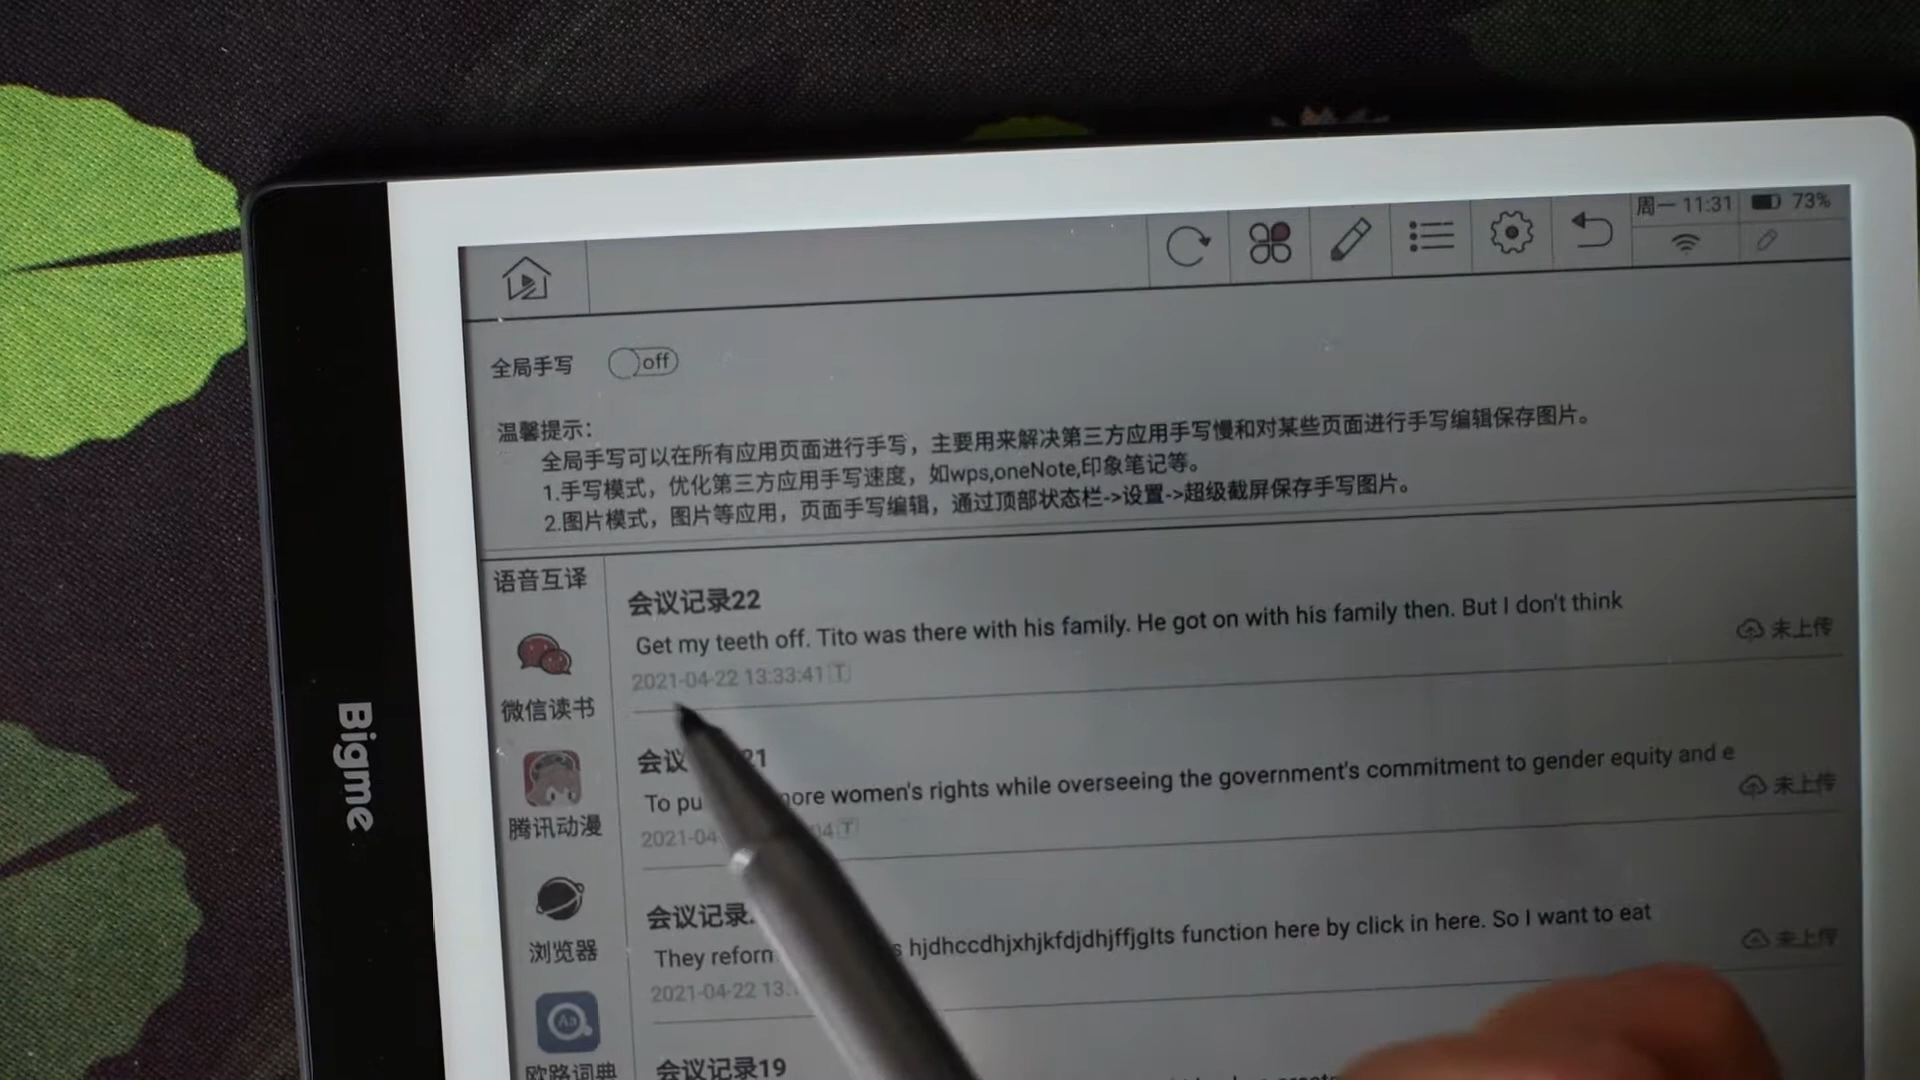 周一 11:31 73%
全局手写 off
温馨提示：
全局手写可以在所有应用页面进行手写，主要用来解决第三方应用手写慢和对某些页面进行手写编辑保存图片。
1.手写模式，优化第三方应用手写速度，如wps,oneNote,印象笔记等。
2.图片模式，图片等应用，页面手写编辑，通过顶部状态栏->设置->超级截屏保存手写图片。
语音互译
微信读书
腾讯动漫
浏览器
Aa
欧路词典
会议记录22
Get my teeth off. Tito was there with his family. He got on with his family then. But I don't think
2021-04-22 13:33:41 T
未上传
会议 21
To pu more women's rights while overseeing the government's commitment to gender equity and e
2021-04 04 T
未上传
会议记录
They reform s hjdhccdhjxhjkfdjdhjffjglts function here by click in here. So I want to eat
2021-04-22 13:
未上传
会议记录19
Bigme